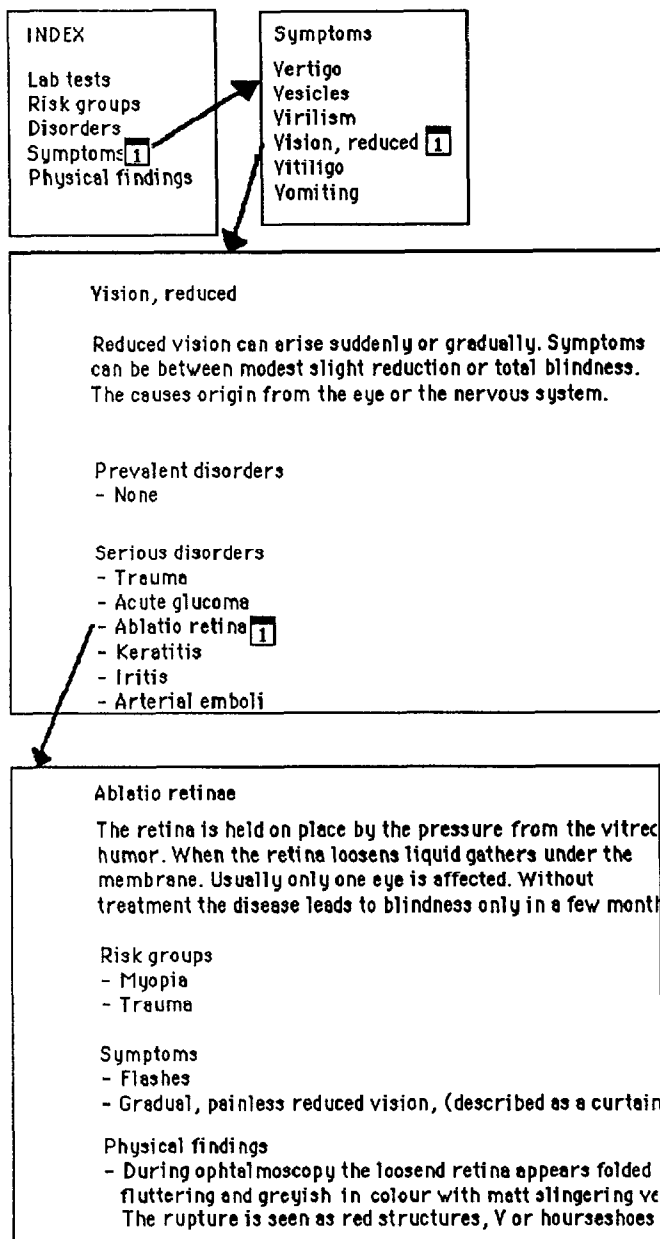 INDEX
Lab tests
Risk groups
Disorders
Symptoms 1
Physical findings
Symptoms
Vertigo
Vesicles
Virilism
Vision, reduced 1
Vitiligo
Vomiting
Vision, reduced
Reduced vision can arise suddenly or gradually. Symptoms
can be between modest slight reduction or total blindness.
The causes origin from the eye or the nervous system.
Prevalent disorders
- None
Serious disorders
- Trauma
- Acute glucoma
- Ablatio retina 1
- Keratitis
- Iritis
- Arterial emboli
Ablatio retinae
The retina is held on place by the pressure from the
humor. When the retina loosens liquid gathers under the
membrane. Usually only one eye is affected. Without
treatment the disease leads to blindness only in a few
Risk groups
- Myopia
- Trauma
Symptoms
- Flashes
- Gradual, painless reduced vision, (described as a curtain
Physical findings
- During ophtalmoscopy the loosend retina appears folded
fluttering and greyish in colour with matt slingering
The rupture is seen as red structures, V or hourseshoes